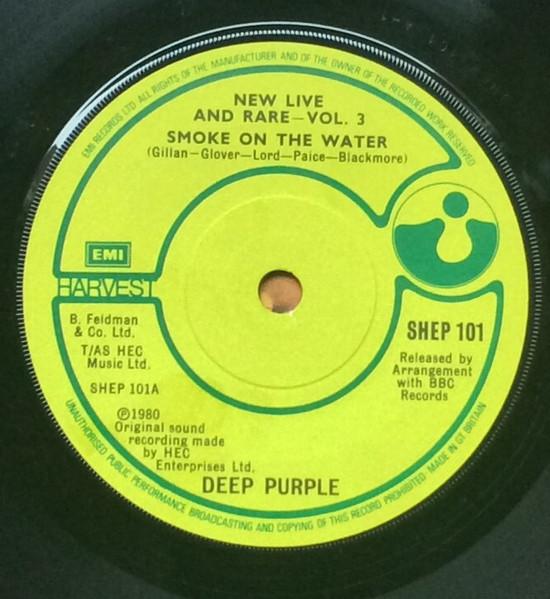 EMI RECORDS LTD ALL RIGHTS OF THE MANUFACTURER AND OF THE OWNER OF THE RECORDED WORK RESERVED
NEW LIVE
AND RARE—VOL. 3
SMOKE ON THE WATER
(Gillan—Glover—Lord—Paice—Blackmore)
EMI
HARVEST
B. Feldman
& Co. Ltd.
T/AS HEC
Music Ltd.
SHEP 101A
℗1980
Original sound
recording made
by HEC
Enterprises Ltd.
SHEP 101
Released by
Arrangement
with BBC
Records
DEEP PURPLE
UNAUTHORISED PUBLIC PERFORMANCE BROADCASTING AND COPYING OF THIS RECORD PROHIBITED. MADE IN GT BRITAIN